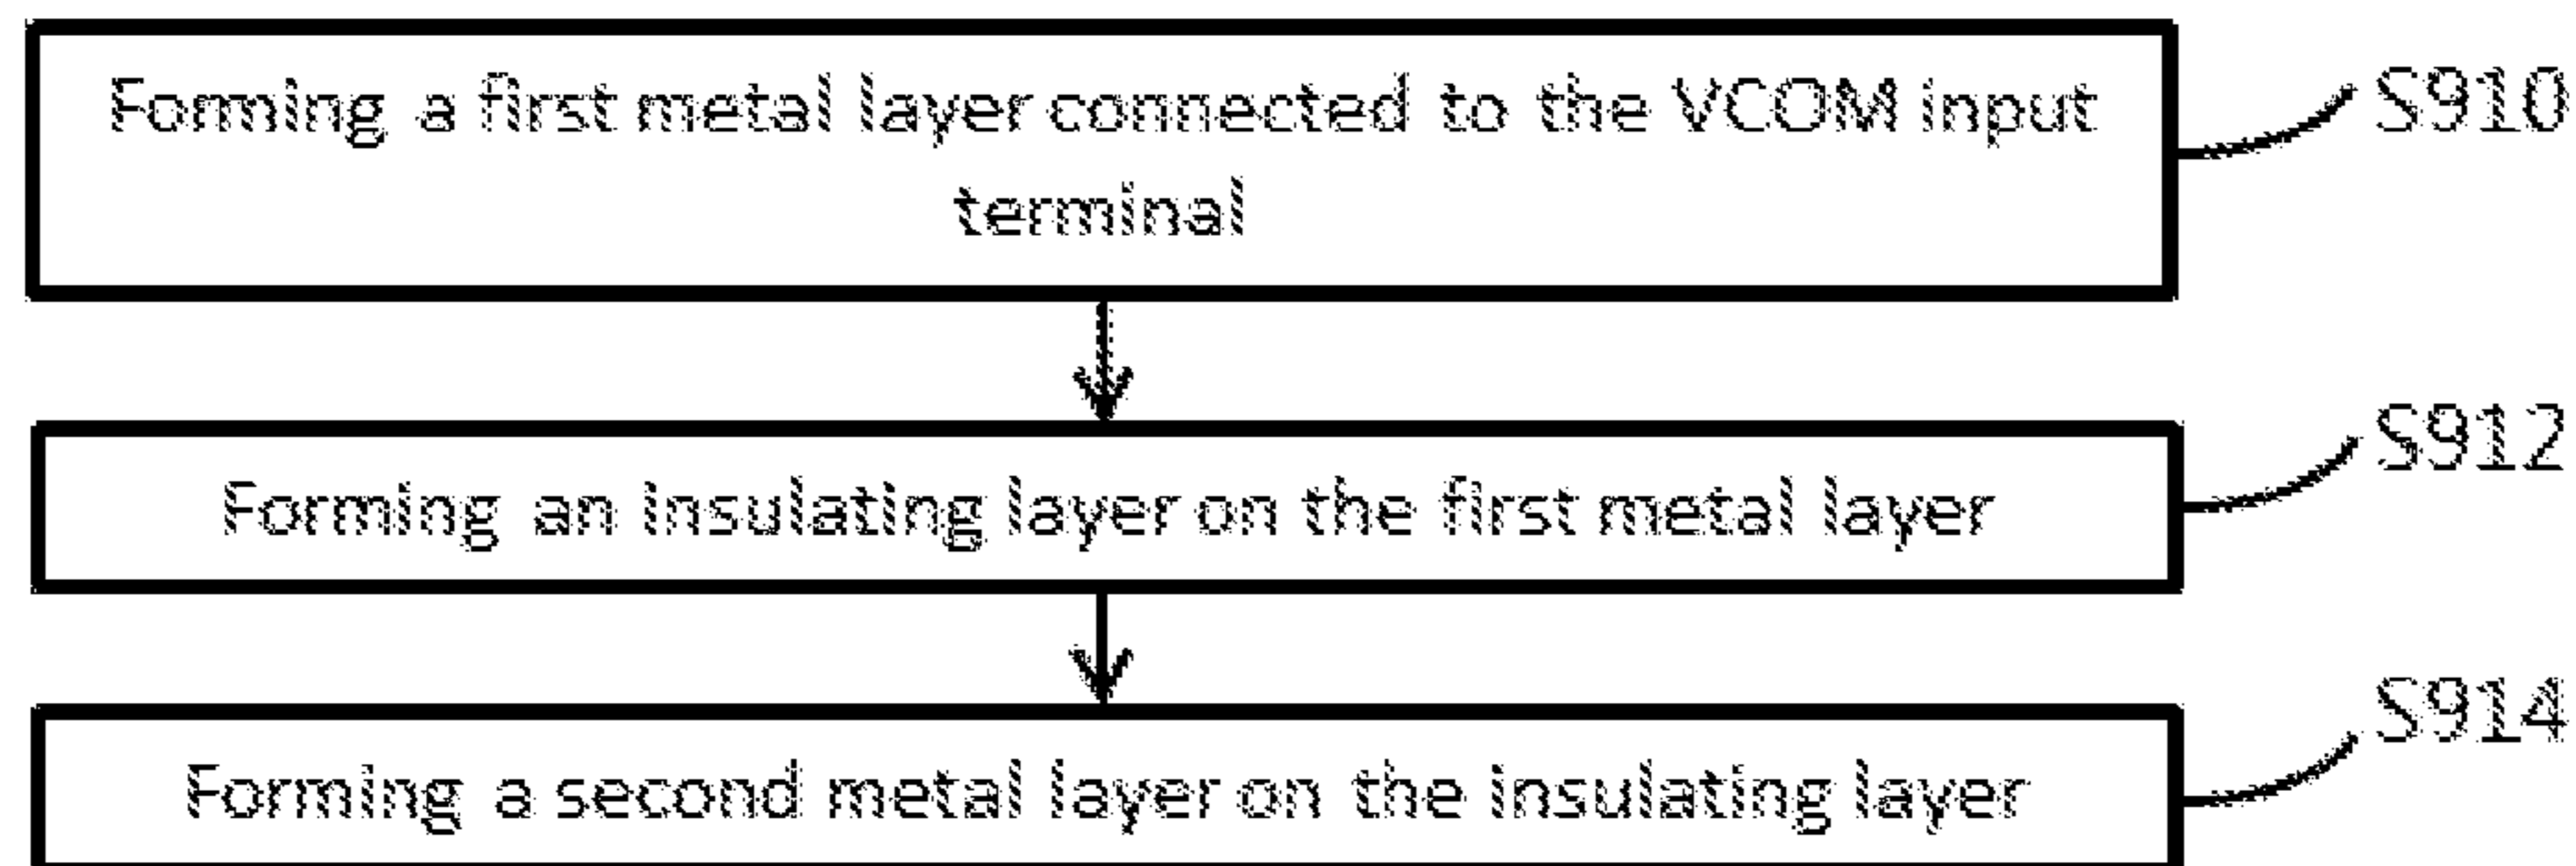 Forming a first metal layer connected to the VCOM input
terminal
S910
Forming an insulating layer on the first metal layer
S912
Forming a second metal layer on the insulating layer
S914